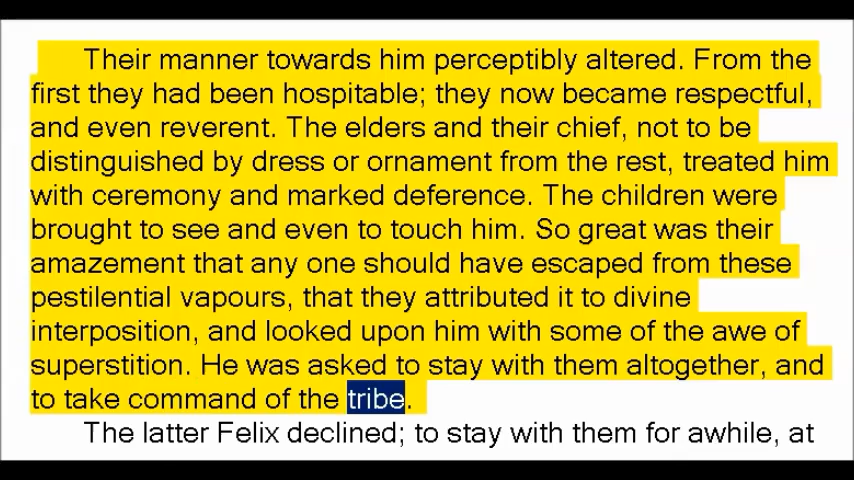 Their manner towards him perceptibly altered. From the
first they had been hospitable; they now became respectful,
and even reverent. The elders and their chief, not to be
distinguished by dress or ornament from the rest, treated him
with ceremony and marked deference. The children were
brought to see and even to touch him. So great was their
amazement that any one should have escaped from these
pestilential vapours, that they attributed it to divine
interposition, and looked upon him with some of the awe of
superstition. He was asked to stay with them altogether, and
to take command of the tribe.
The latter Felix declined; to stay with them for awhile, at